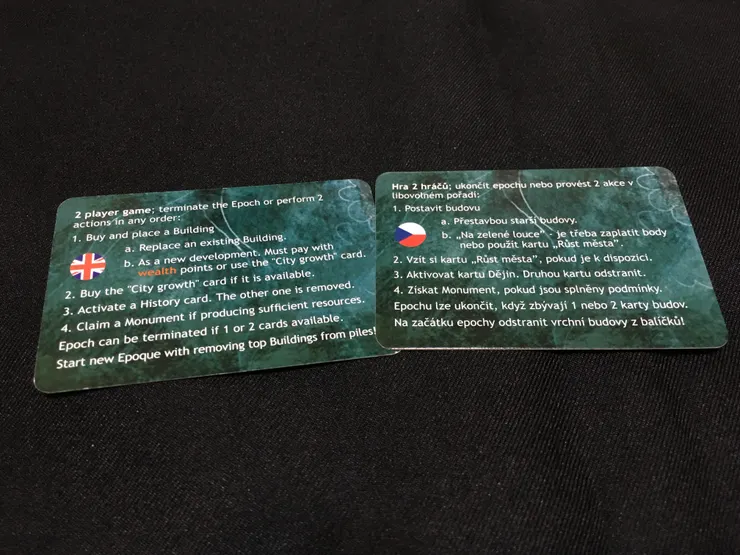 2 player game; terminate the Epoch or perform 2
actions in any order:
1. Buy and place a Building
a. Replace an existing Building.
b. As a new development. Must pay with
wealth points or use the "City growth" card.
2. Buy the "City growth" card if it is available.
3. Activate a History card. The other one is removed.
4. Claim a Monument if producing sufficient resources.
Epoch can be terminated if 1 or 2 cards available.
Start new Epoque with removing top Buildings from piles!
Hra 2 hráčů; ukončit epochu nebo provést 2 akce v
libovolném pořadí:
1. Postavit budovu
a. Přestavbou starší budovy.
b. „Na zelené louce" - je třeba zaplatit body
nebo použít kartu „Růst města".
2. Vzít si kartu „Růst města", pokud je k dispozici.
3. Aktivovat kartu Dějin. Druhou kartu odstranit.
4. Získat Monument, pokud jsou splněny podmínky.
Epochu lze ukončit, když zbývají 1 nebo 2 karty budov.
Na začátku epochy odstranit vrchní budovy z balíčků!